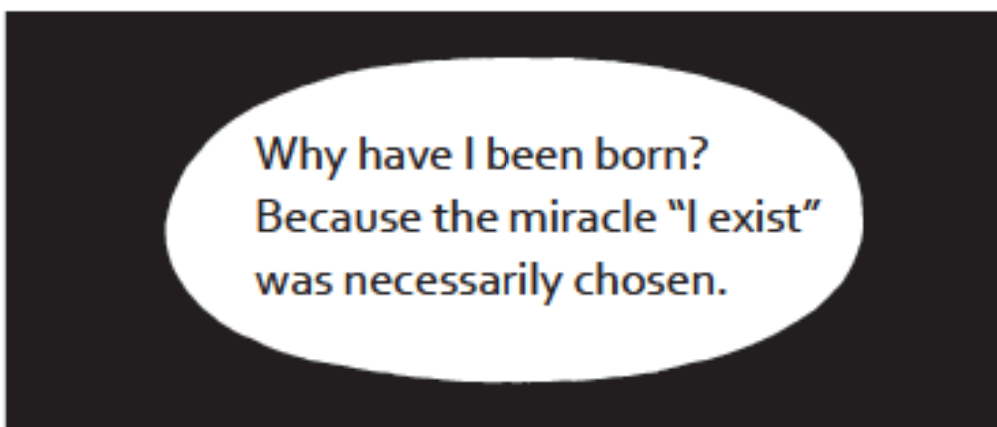 Why have I been born?
Because the miracle “I exist”
was necessarily chosen.